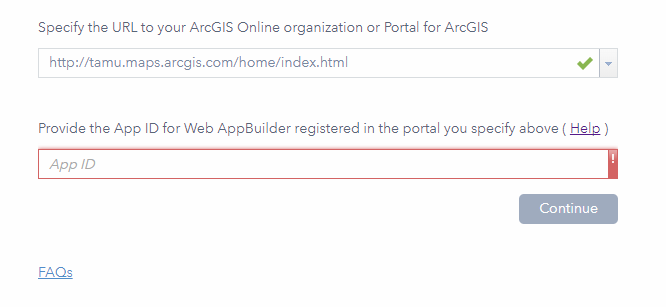 Specify the URL to your ArcGIS Online organization or Portal for ArcGIS
http://tamu.maps.arcgis.com/home/index.html
Provide the App ID for Web AppBuilder registered in the portal you specify above ( Help )
App ID
!
Continue
FAQs